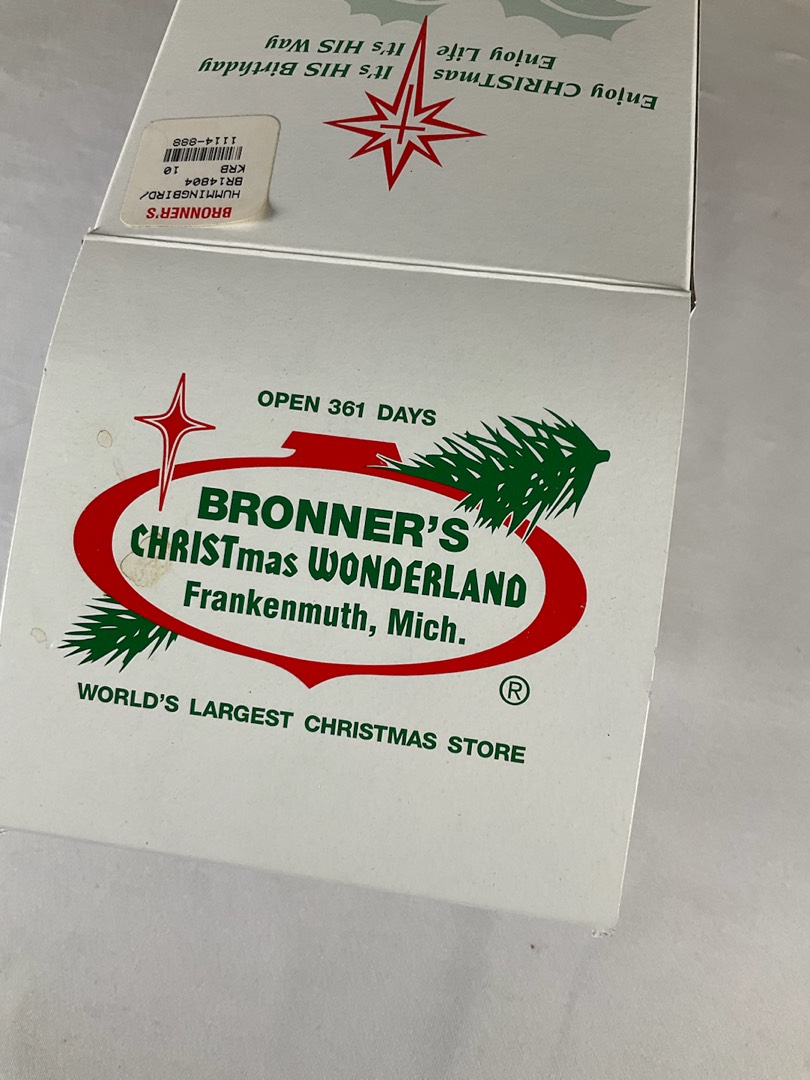 Enjoy CHRISTmas It's HIS Birthday
Enjoy Life It's HIS Way
BRONNER'S
HUMMINGBIRD/
BR14804
KRB 10
1114-888
OPEN 361 DAYS
BRONNER'S
CHRISTmas WONDERLAND
Frankenmuth, Mich.
®
WORLD'S LARGEST CHRISTMAS STORE